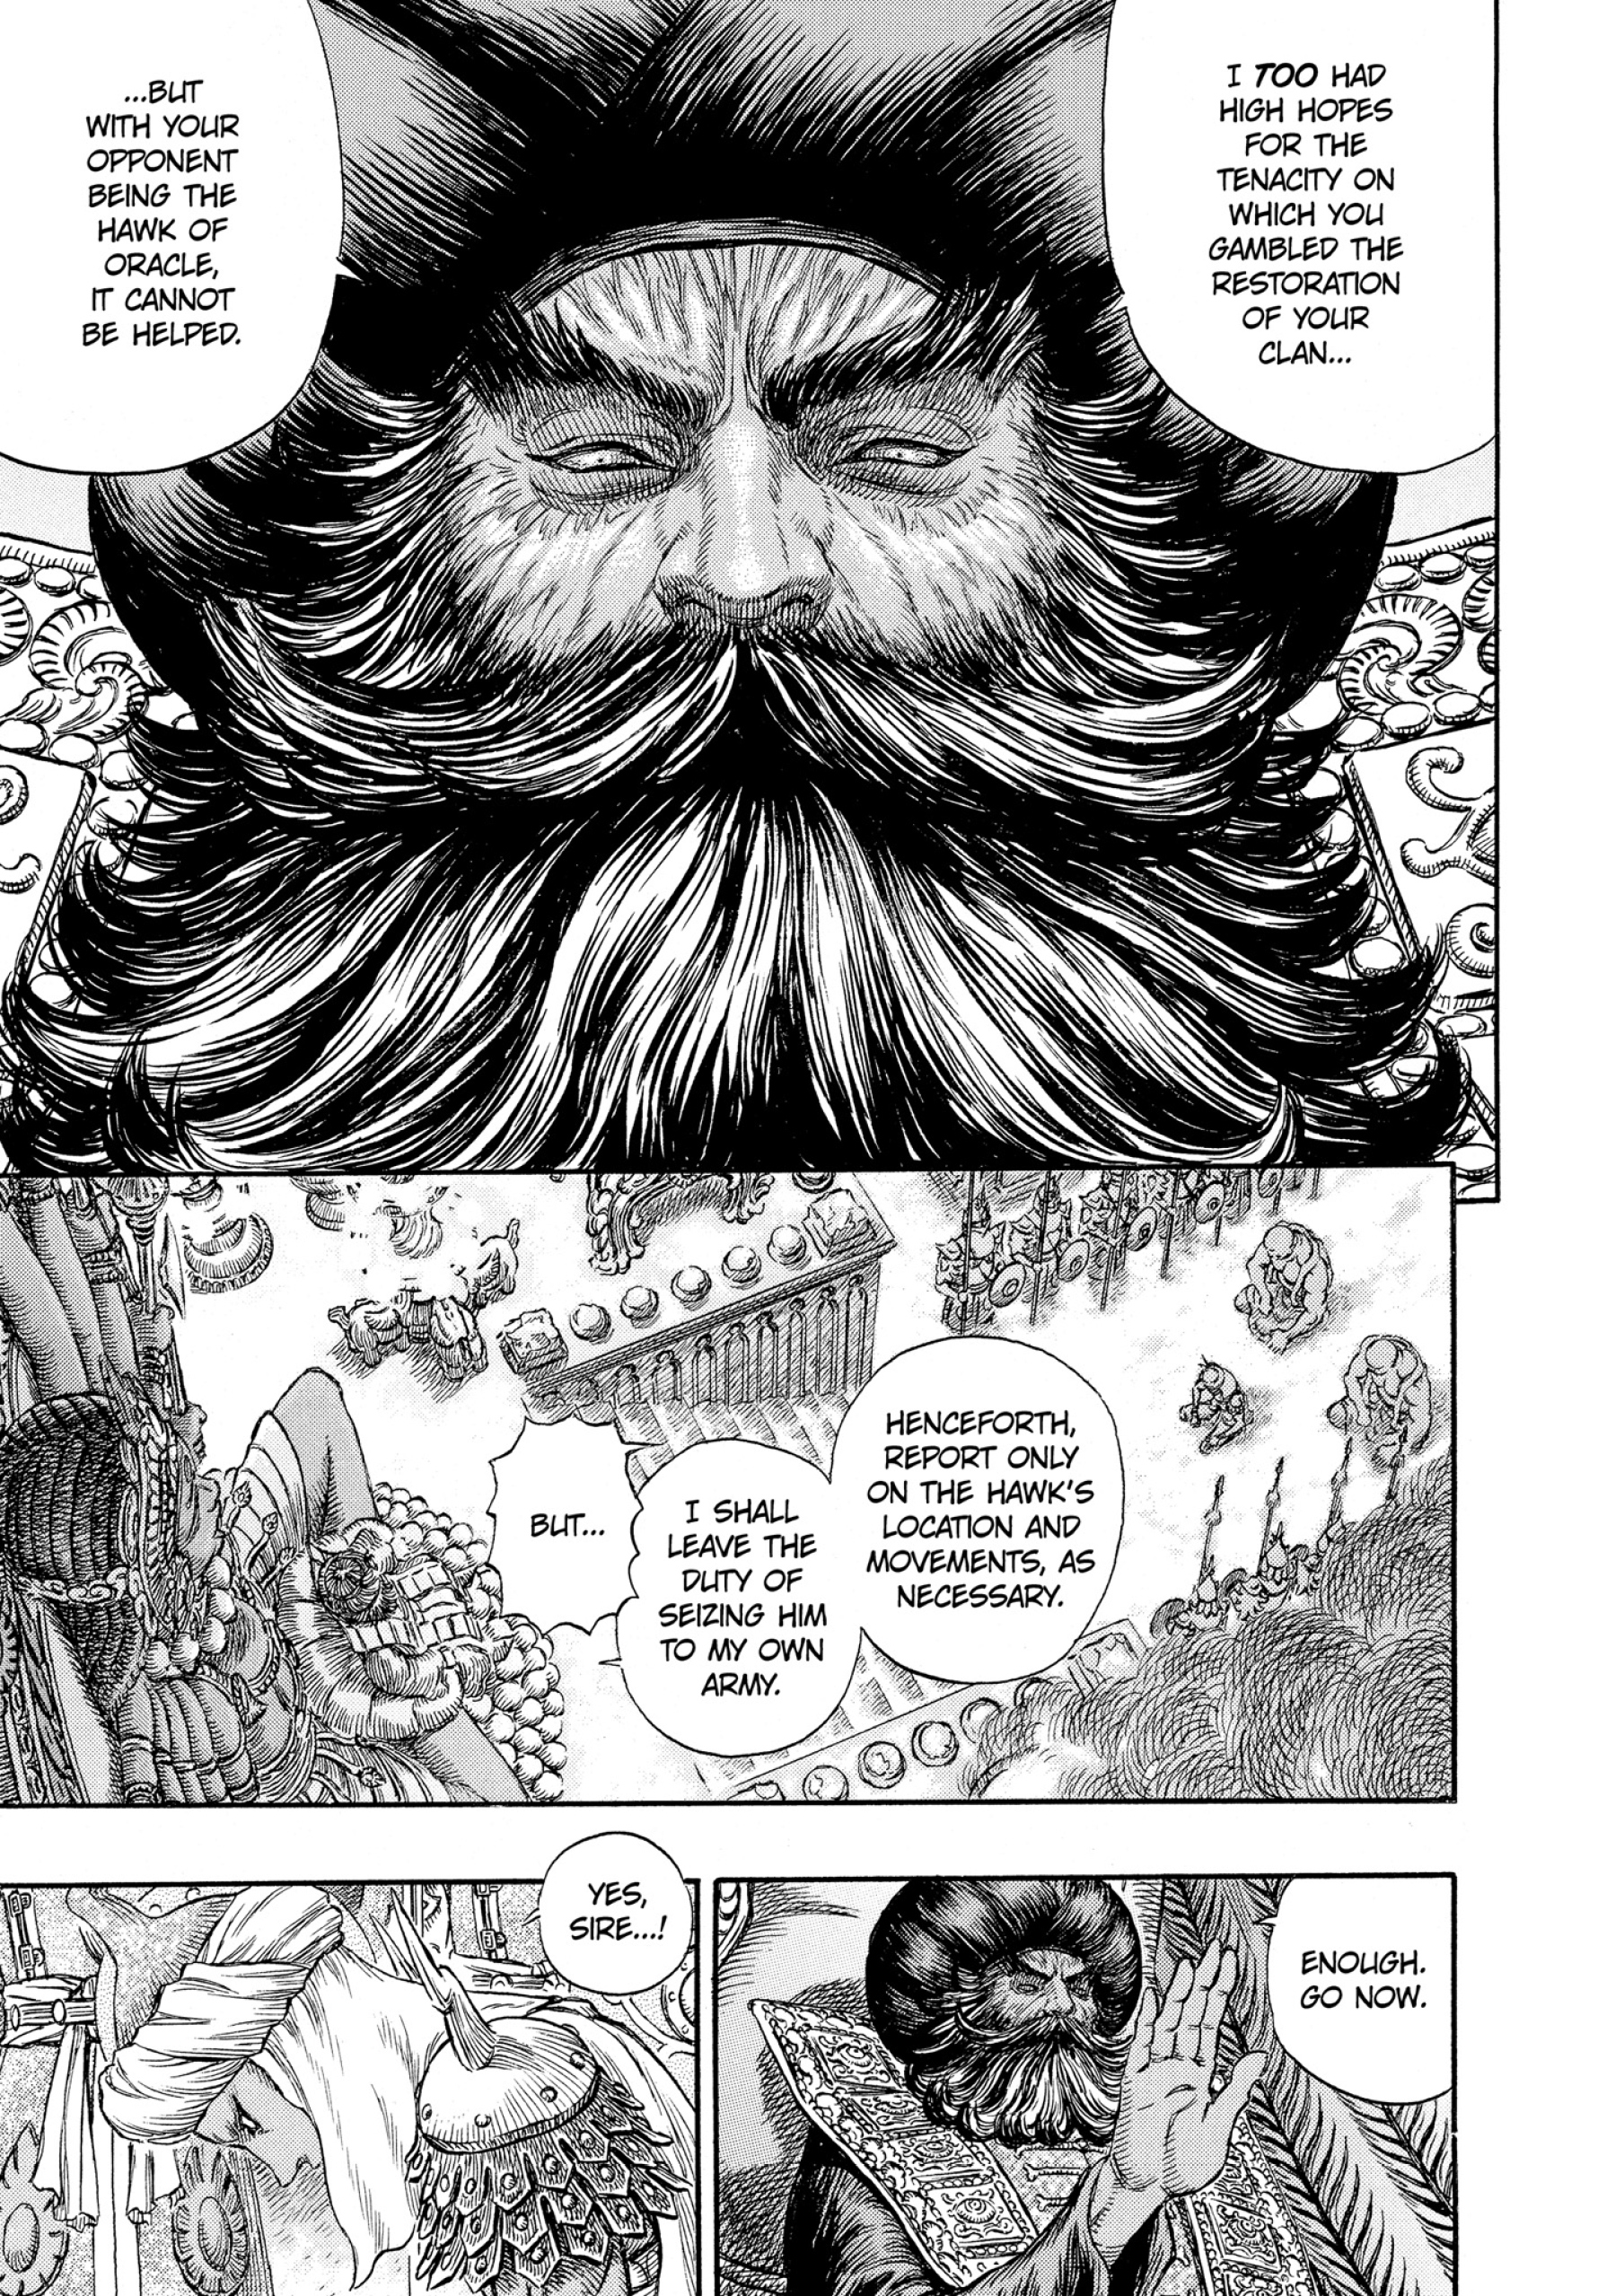 I TOO HAD
HIGH HOPES
FOR THE
TENACITY ON
WHICH YOU
GAMBLED THE
RESTORATION
OF YOUR
CLAN...
...BUT
WITH YOUR
OPPONENT
BEING THE
HAWK OF
ORACLE,
IT CANNOT
BE HELPED.
HENCEFORTH,
REPORT ONLY
ON THE HAWK'S
LOCATION AND
MOVEMENTS, AS
NECESSARY.
I SHALL
LEAVE THE
DUTY OF
SEIZING HIM
TO MY OWN
ARMY.
BUT...
ENOUGH.
GO NOW.
YES,
SIRE...!